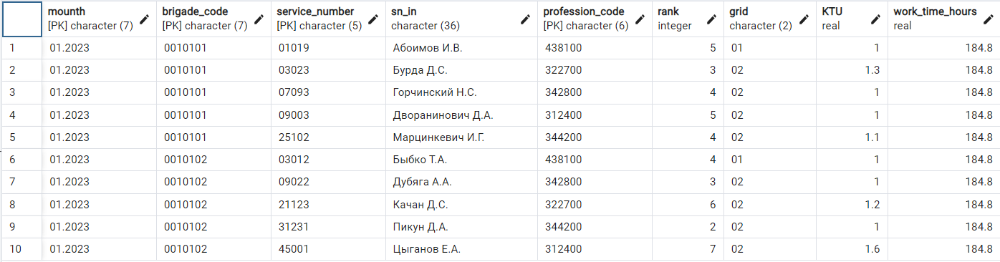 mounth brigade_code service_number sn_in profession_code rank grid KTU work_time_hours
[PK] character (7) [PK] character (7) [PK] character (5) character (36) [PK] character (6) integer character (2) real real
1 01.2023 0010101 01019 Абоимов И.В. 438100 5 01 1 184.8
2 01.2023 0010101 03023 Бурда Д.С. 322700 3 02 1.3 184.8
3 01.2023 0010101 07093 Горчинский Н.С. 342800 4 02 1 184.8
4 01.2023 0010101 09003 Дворанинович Д.А. 312400 5 02 1 184.8
5 01.2023 0010101 25102 Марцинкевич И.Г. 344200 4 02 1.1 184.8
6 01.2023 0010102 03012 Быбко Т.А. 438100 4 01 1 184.8
7 01.2023 0010102 09022 Дубяга А.А. 342800 3 02 1 184.8
8 01.2023 0010102 21123 Качан Д.С. 322700 6 02 1.2 184.8
9 01.2023 0010102 31231 Пикун Д.А. 344200 2 02 1 184.8
10 01.2023 0010102 45001 Цыганов Е.А. 312400 7 02 1.6 184.8